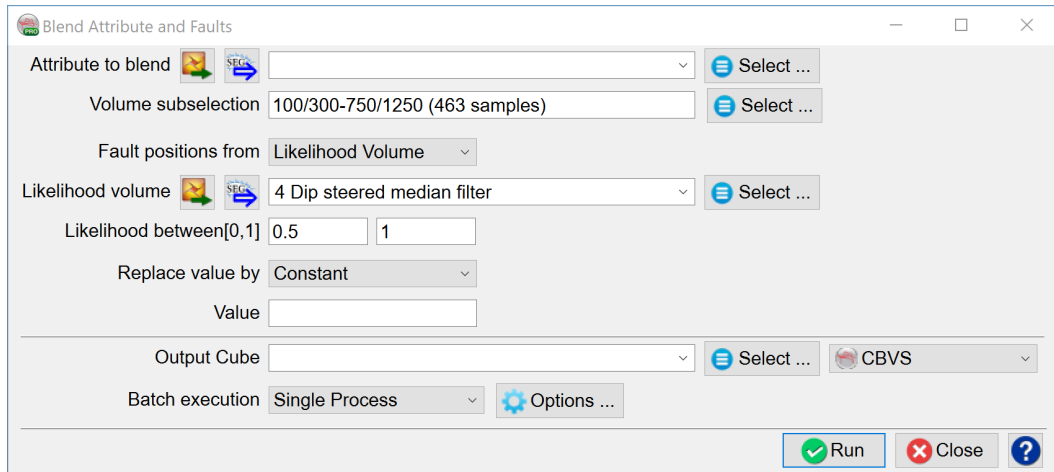 Blend Attribute and Faults
Attribute to blend SEG Select ...
Volume subselection 100/300-750/1250 (463 samples) Select ...
Fault positions from Likelihood Volume
Likelihood volume SEG 4 Dip steered median filter Select ...
Likelihood between[0,1] 0.5 1
Replace value by Constant
Value
Output Cube Select ... CBVS
Batch execution Single Process Options ...
Run Close ?